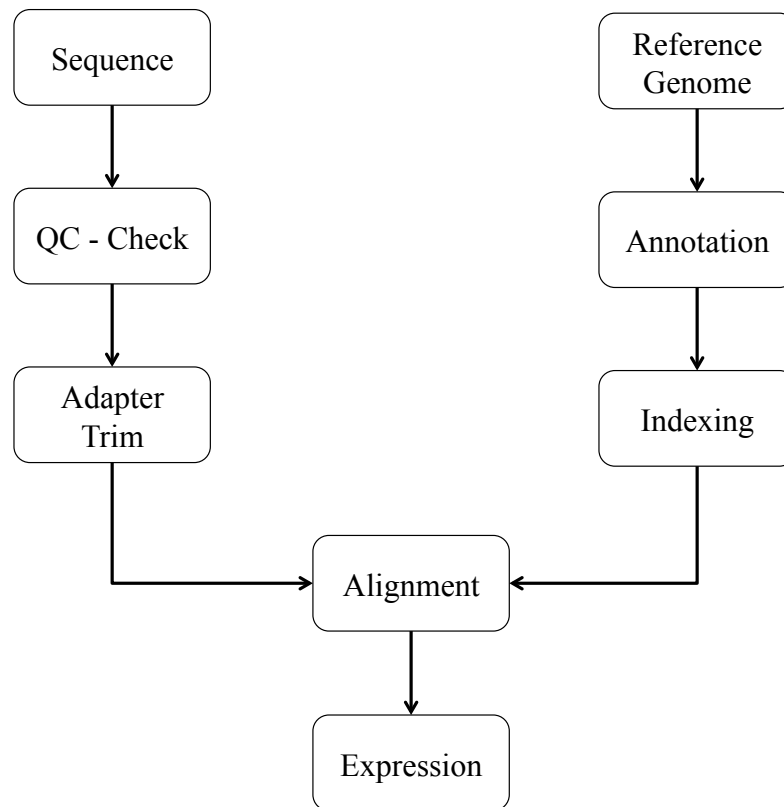 Sequence
QC - Check
Adapter
Trim
Reference
Genome
Annotation
Indexing
Alignment
Expression